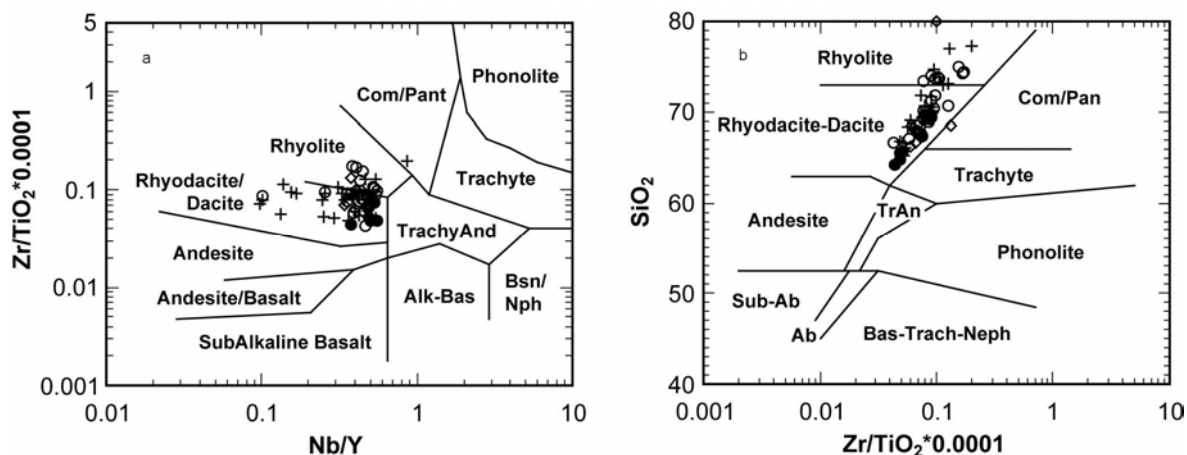 a
5
1
0.1
0.01
0.001
Zr/TiO2*0.0001
Com/Pant
Phonolite
Rhyolite
Rhyodacite/
Dacite
Trachyte
TrachyAnd
Andesite
Andesite/Basalt
Alk-Bas
Bsn/
Nph
SubAlkaline Basalt
0.01
0.1
1
10
Nb/Y
b
80
70
60
50
40
SiO2
Rhyolite
Com/Pan
Rhyodacite-Dacite
Trachyte
TrAn
Andesite
Phonolite
Sub-Ab
Ab
Bas-Trach-Neph
0.001
0.01
0.1
1
10
Zr/TiO2*0.0001